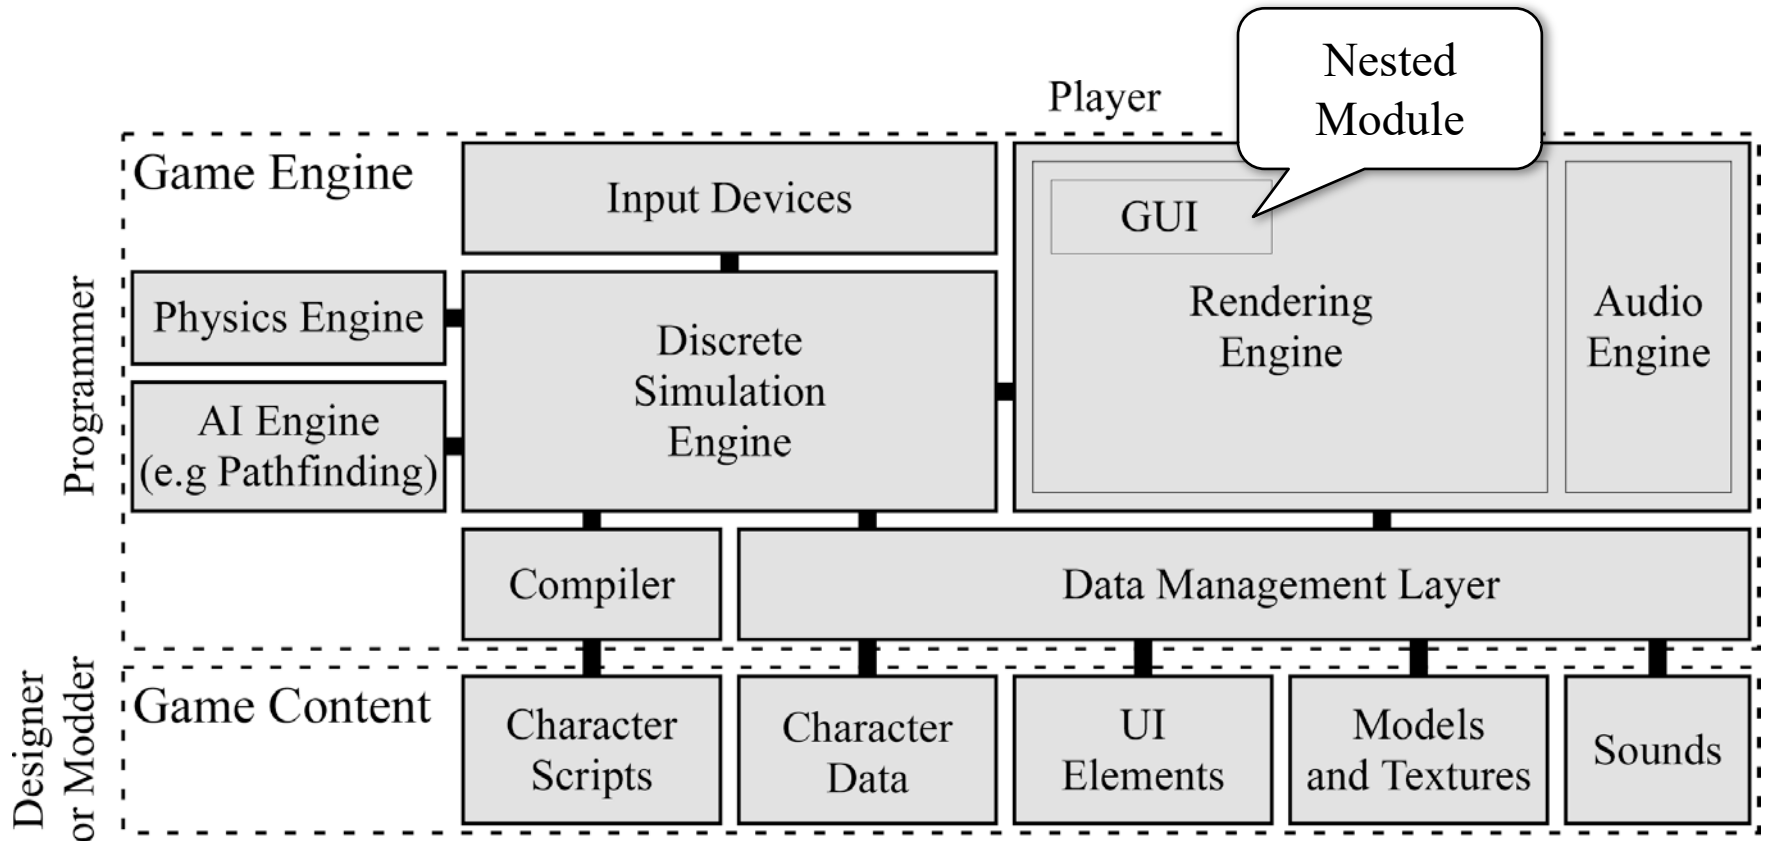 Nested
Module
Player
Game Engine
Input Devices
GUI
Physics Engine
Discrete
Simulation
Engine
Rendering
Engine
Audio
Engine
AI Engine
(e.g Pathfinding)
Programmer
Compiler
Data Management Layer
Designer
or Modder
Game Content
Character
Scripts
Character
Data
UI
Elements
Models
and Textures
Sounds